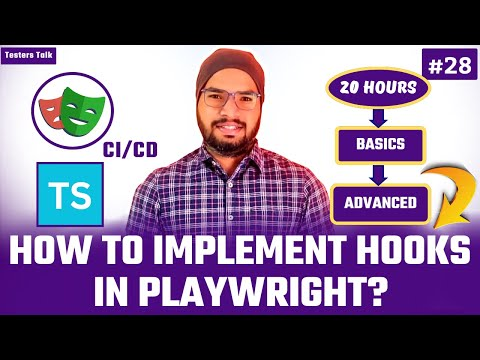 Testers Talk
#28
CI/CD
TS
20 HOURS
BASICS
ADVANCED
HOW TO IMPLEMENT HOOKS
IN PLAYWRIGHT?